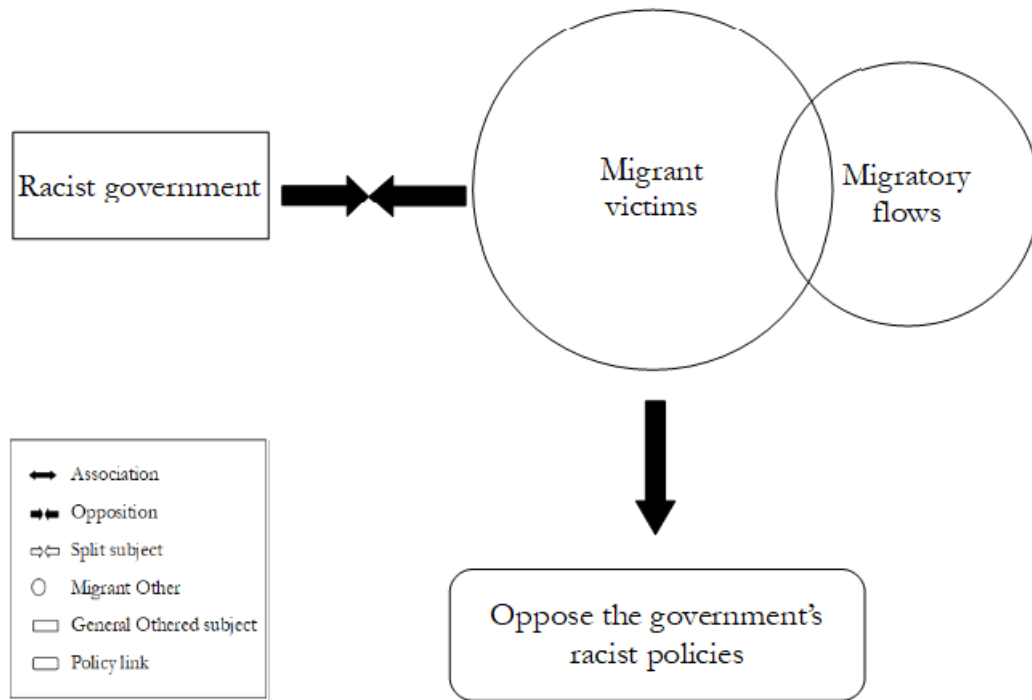 Racist government
Migrant
victims
Migratory
flows
Association
Opposition
Split subject
Migrant Other
General Othered subject
Policy link
Oppose the government’s
racist policies